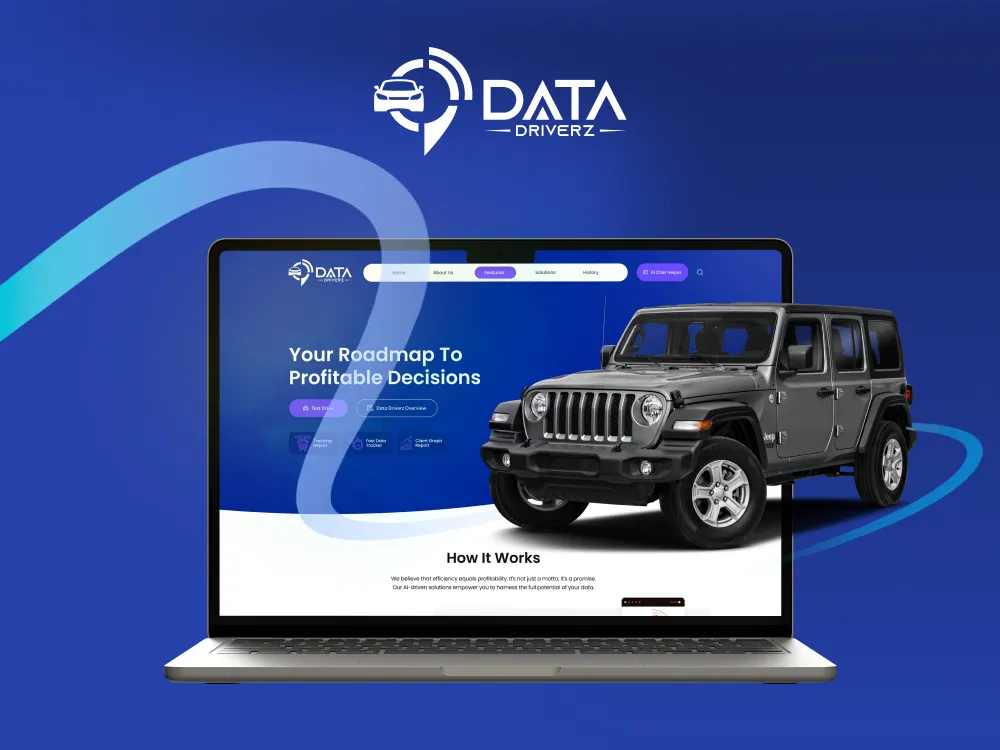 DATA
DRIVERZ
DATA
DRIVERZ
Home
About Us
Features
Solutions
History
AI Chat Helper
Your Roadmap To
Profitable Decisions
Test Drive
Data Driverz Overview
Tracking
Report
Fast Data
Tracker
Client Graph
Report
Jeep
How It Works
We believe that efficiency equals profitability. It's not just a motto; it's a promise.
Our AI-driven solutions empower you to harness the full potential of your data.